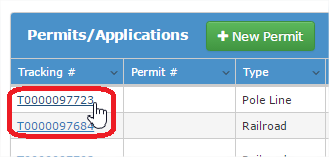 Permits/Applications + New Permit
Tracking # Permit # Type
T0000097723 Pole Line
T0000097684 Railroad